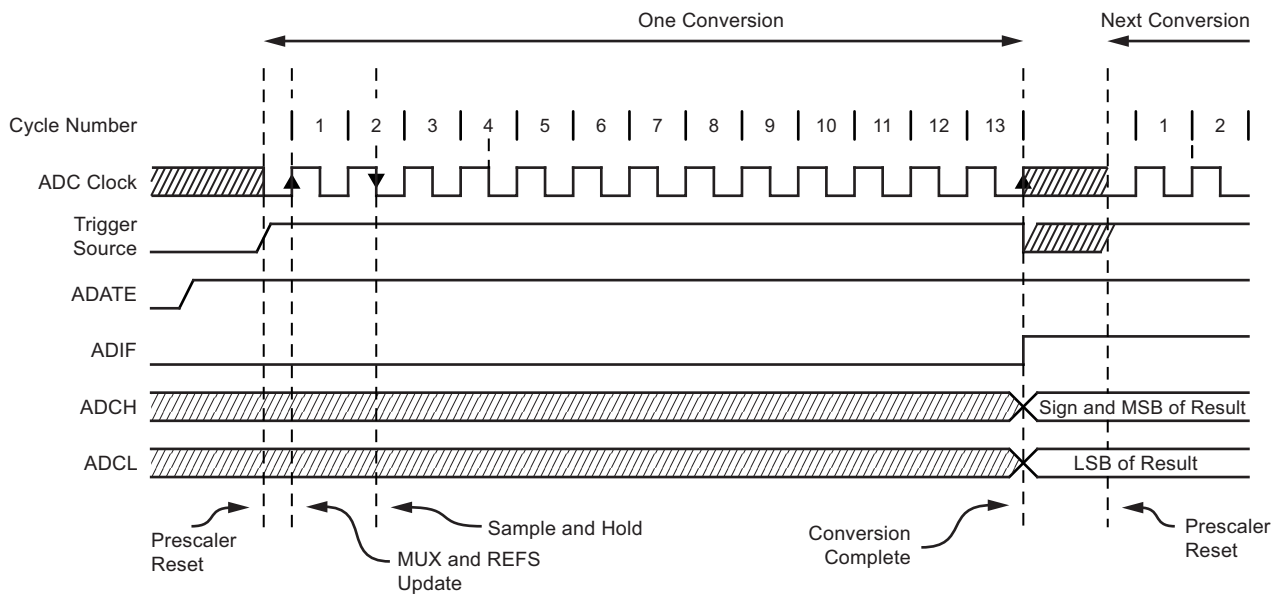 One Conversion
Next Conversion
Cycle Number
1 2 3 4 5 6 7 8 9 10 11 12 13 1 2
ADC Clock
Trigger
Source
ADATE
ADIF
ADCH
Sign and MSB of Result
ADCL
LSB of Result
Prescaler
Reset
MUX and REFS
Update
Sample and Hold
Conversion
Complete
Prescaler
Reset